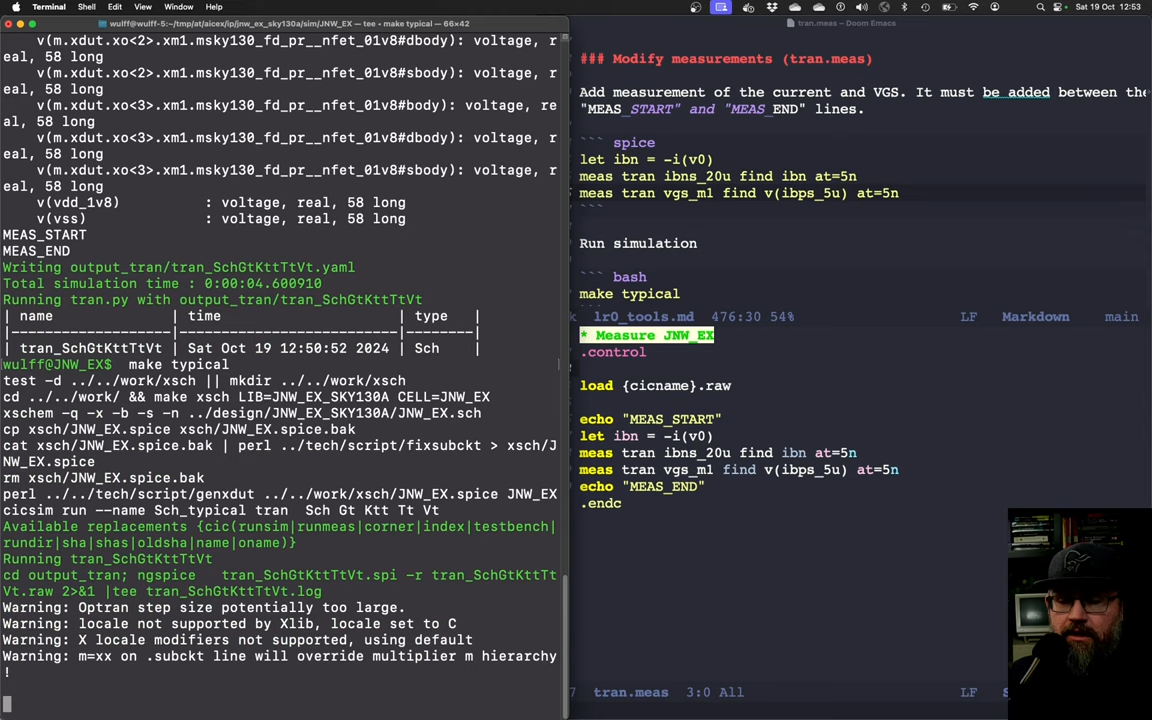 Terminal Shell Edit View Window Help
Sat 19 Oct 12:53
wulff@wulff-5:~/tmp/at/aicex/ip/jnw_ex_sky130a/sim/JNW_EX — tee • make typical — 66×42
v(m.xdut.xo<2>.xm1.msky130_fd_pr__nfet_01v8#dbody): voltage, r
eal, 58 long
v(m.xdut.xo<2>.xm1.msky130_fd_pr__nfet_01v8#sbody): voltage, r
eal, 58 long
v(m.xdut.xo<3>.xm1.msky130_fd_pr__nfet_01v8#body): voltage, re
al, 58 long
v(m.xdut.xo<3>.xm1.msky130_fd_pr__nfet_01v8#dbody): voltage, r
eal, 58 long
v(m.xdut.xo<3>.xm1.msky130_fd_pr__nfet_01v8#sbody): voltage, r
eal, 58 long
v(vdd_1v8) : voltage, real, 58 long
v(vss) : voltage, real, 58 long
MEAS_START
MEAS_END
Writing output_tran/tran_SchGtKttTtVt.yaml
Total simulation time : 0:00:04.600910
Running tran.py with output_tran/tran_SchGtKttTtVt
| name | time | type |
|-------------------|--------------------------|--------|
| tran_SchGtKttTtVt | Sat Oct 19 12:50:52 2024 | Sch |
wulff@JNW_EX$ make typical
test -d ../../work/xsch || mkdir ../../work/xsch
cd ../../work/ && make xsch LIB=JNW_EX_SKY130A CELL=JNW_EX
xschem -q -x -b -s -n ../design/JNW_EX_SKY130A/JNW_EX.sch
cp xsch/JNW_EX.spice xsch/JNW_EX.spice.bak
cat xsch/JNW_EX.spice.bak | perl ../tech/script/fixsubckt > xsch/J
NW_EX.spice
rm xsch/JNW_EX.spice.bak
perl ../../tech/script/genxdut ../../work/xsch/JNW_EX.spice JNW_EX
cicsim run --name Sch_typical tran Sch Gt Ktt Tt Vt
Available replacements {cic(runsim|runmeas|corner|index|testbench|
rundir|sha|shas|oldsha|name|oname)}
Running tran_SchGtKttTtVt
cd output_tran; ngspice tran_SchGtKttTtVt.spi -r tran_SchGtKttTt
Vt.raw 2>&1 |tee tran_SchGtKttTtVt.log
Warning: Optran step size potentially too large.
Warning: locale not supported by Xlib, locale set to C
Warning: X locale modifiers not supported, using default
Warning: m=xx on .subckt line will override multiplier m hierarchy
!
tran.meas – Doom Emacs
### Modify measurements (tran.meas)
Add measurement of the current and VGS. It must be added between the
"MEAS_START" and "MEAS_END" lines.
``` spice
let ibn = -i(v0)
meas tran ibns_20u find ibn at=5n
meas tran vgs_m1 find v(ibps_5u) at=5n
```
Run simulation
``` bash
make typical
lr0_tools.md 476:30 54% LF Markdown main
* Measure JNW_EX
.control
load {cicname}.raw
echo "MEAS_START"
let ibn = -i(v0)
meas tran ibns_20u find ibn at=5n
meas tran vgs_m1 find v(ibps_5u) at=5n
echo "MEAS_END"
.endc
tran.meas 3:0 All LF